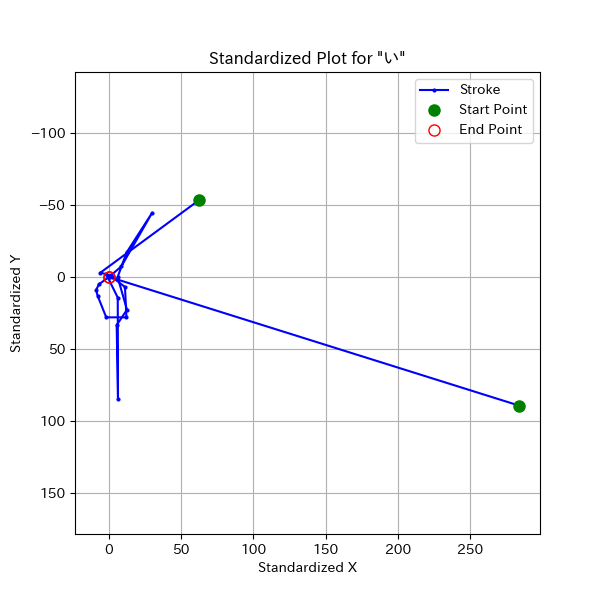 Standardized Plot for "い"
Stroke
Start Point
End Point
−100
−50
0
50
100
150
Standardized Y
0
50
100
150
200
250
Standardized X